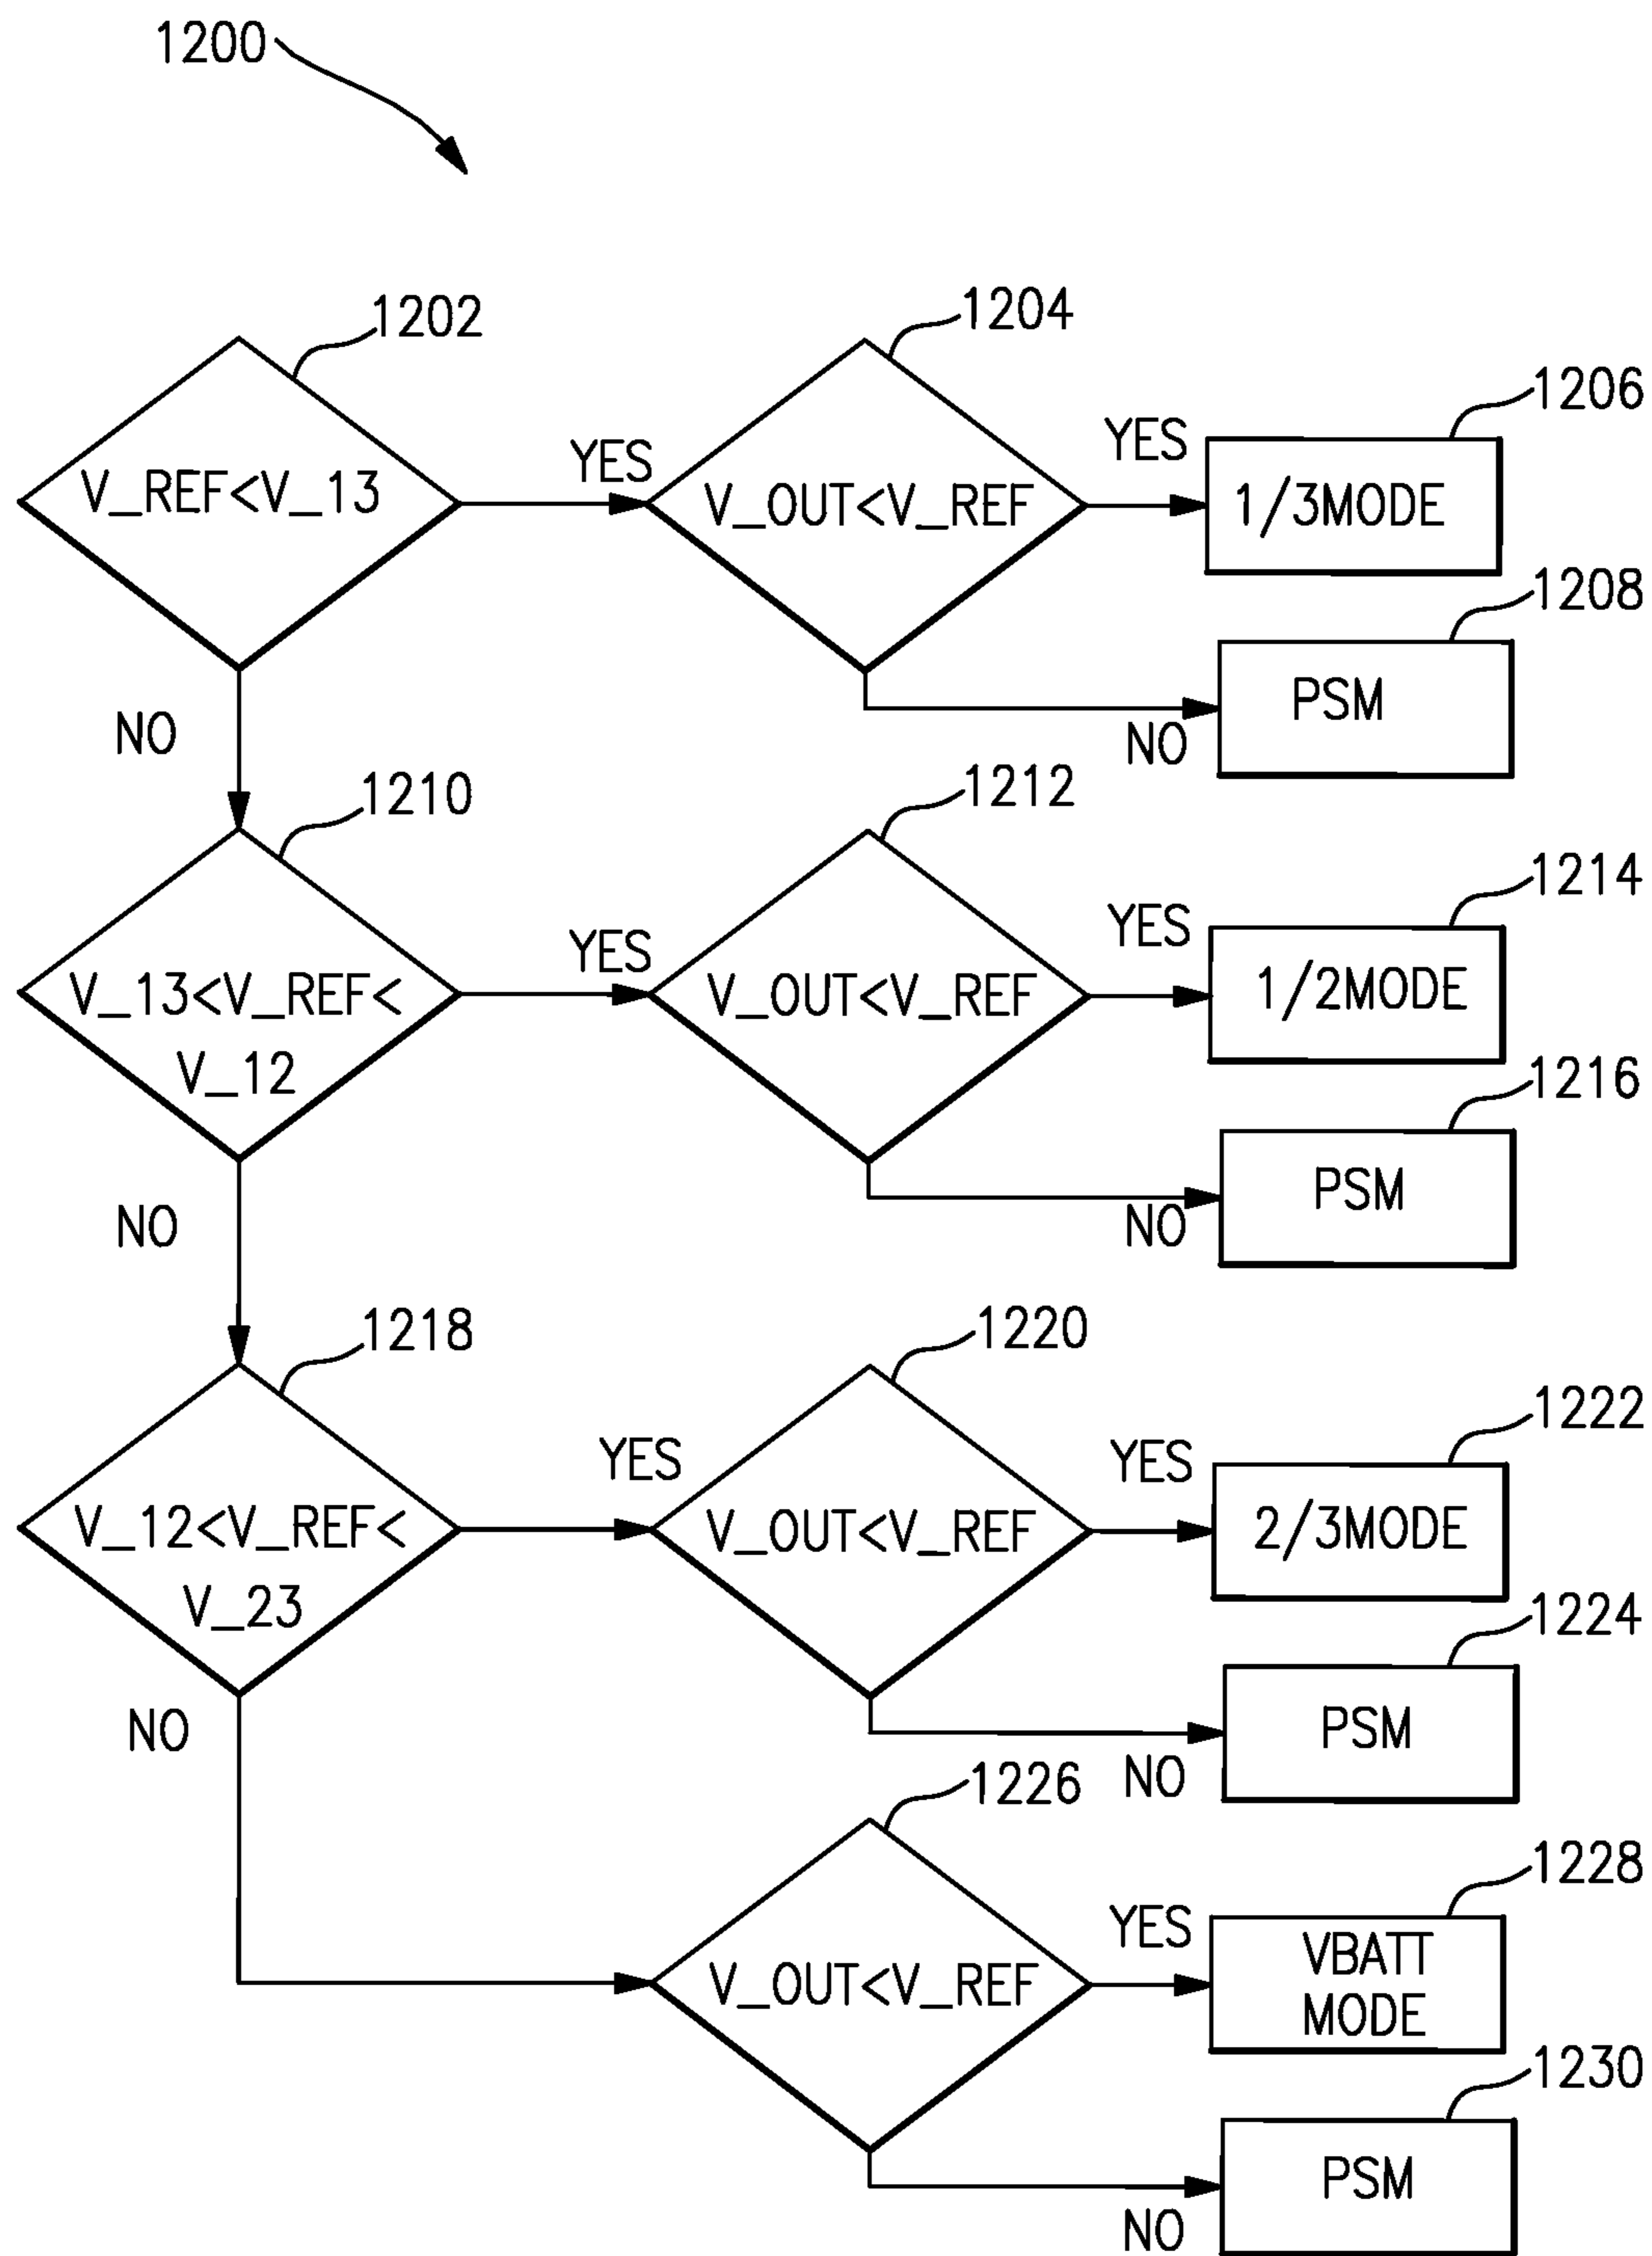 1200
1202
1204
1206
YES
YES
V_REF<V_13
V_OUT<V_REF
1/3MODE
1208
PSM
NO
NO
1210
1212
1214
YES
YES
V_13<V_REF<
V_12
V_OUT<V_REF
1/2MODE
1216
PSM
NO
NO
1218
1220
1222
YES
YES
V_12<V_REF<
V_23
V_OUT<V_REF
2/3MODE
1224
PSM
NO
NO
1226
1228
YES
V_OUT<V_REF
VBATT
MODE
1230
PSM
NO